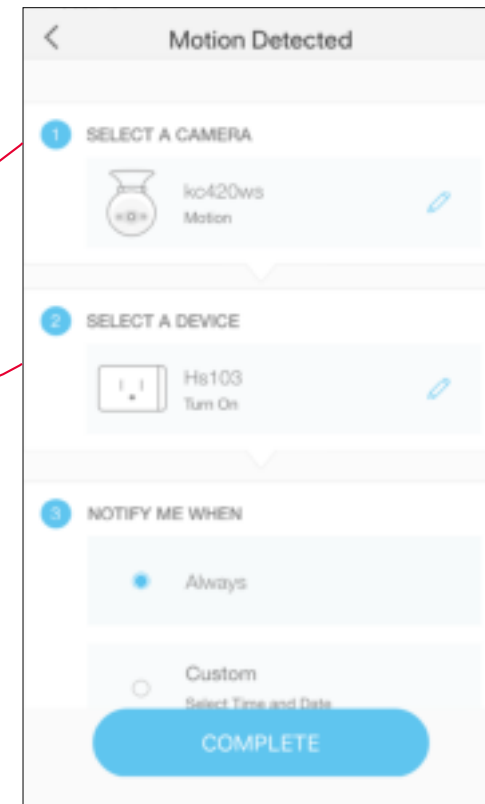 Motion Detected
1 SELECT A CAMERA
kc420ws
Motion
2 SELECT A DEVICE
Hs103
Turn On
3 NOTIFY ME WHEN
Always
Custom
Select Time and Date
COMPLETE